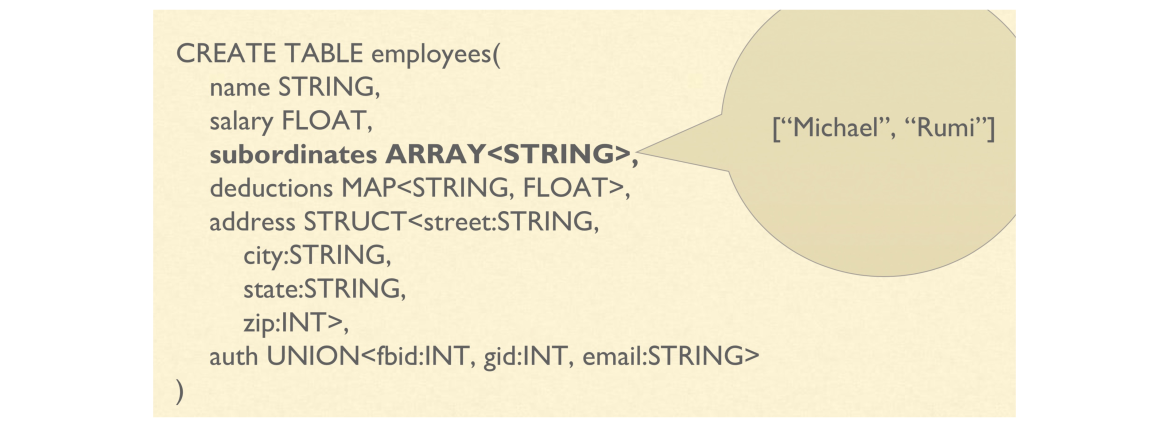 CREATE TABLE employees(
name STRING,
salary FLOAT,
subordinates ARRAY<STRING>,
deductions MAP<STRING, FLOAT>,
address STRUCT<street:STRING,
city:STRING,
state:STRING,
zip:INT>,
auth UNION<fbid:INT, gid:INT, email:STRING>
)
[“Michael”, “Rumi”]